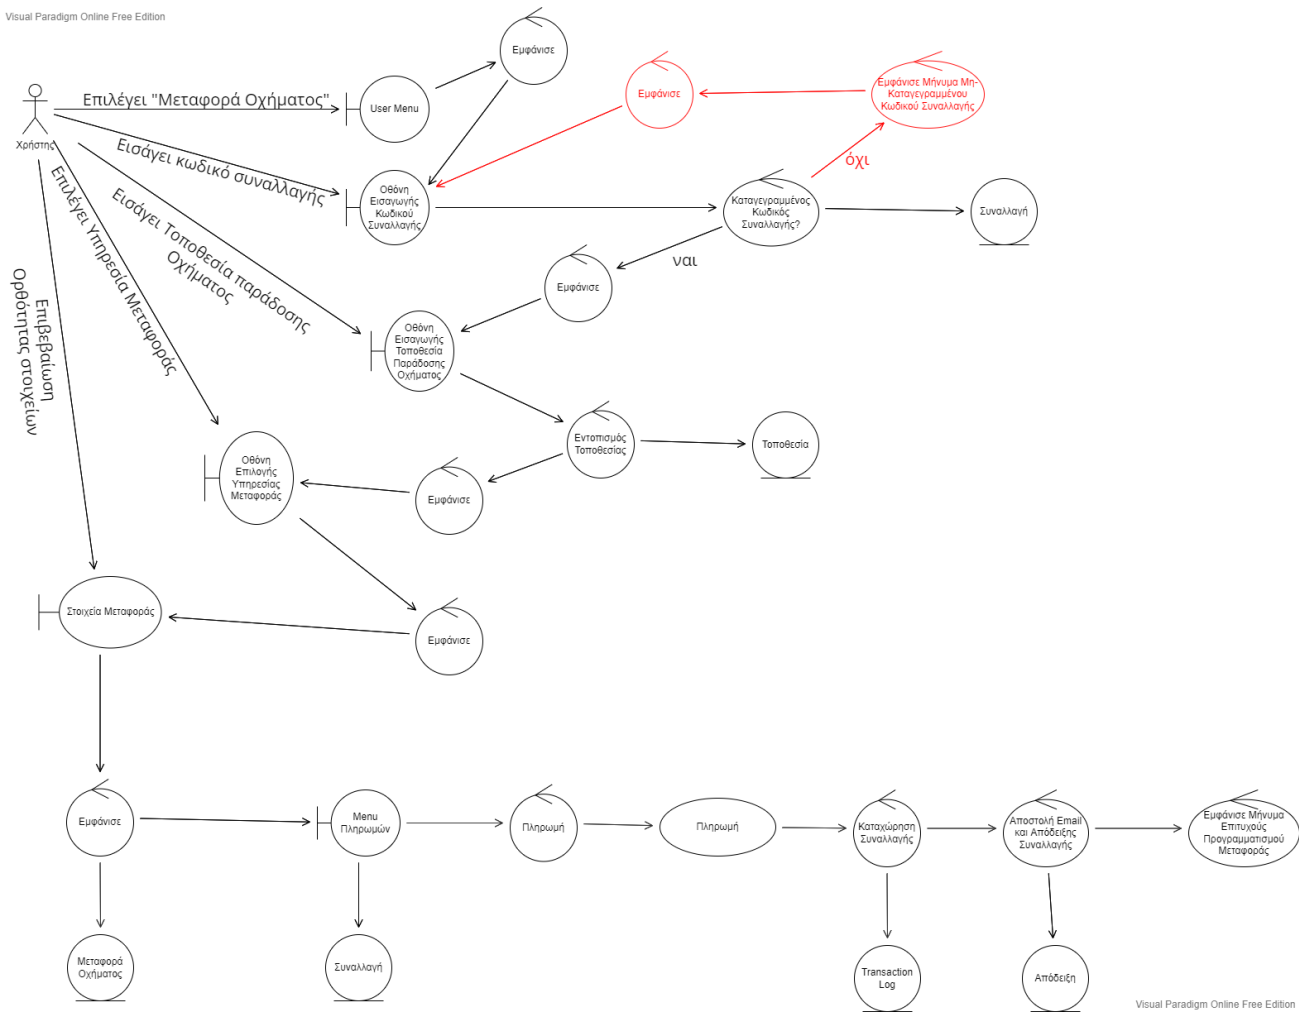 Visual Paradigm Online Free Edition
Εμφάνισε
Εμφάνισε
Εμφάνισε Μήνυμα Μη-
Καταγεγραμμένου
Κωδικού Συναλλαγής
Επιλέγει "Μεταφορά Οχήματος"
User Menu
Χρήστης
όχι
Εισάγει κωδικό συναλλαγής
Οθόνη
Εισαγωγής
Κωδικού
Συναλλαγής
Καταγεγραμμένος
Κωδικός
Συναλλαγής?
Συναλλαγή
Επιλέγει Υπηρεσία Μεταφοράς
Εισάγει Τοποθεσία παράδοσης
Οχήματος
ναι
Εμφάνισε
Επιβεβαίωση
Ορθότητας στοιχείων
Οθόνη
Εισαγωγής
Τοποθεσία
Παράδοσης
Οχήματος
Εντοπισμός
Τοποθεσίας
Τοποθεσία
Οθόνη
Επιλογής
Υπηρεσίας
Μεταφοράς
Εμφάνισε
Στοιχεία Μεταφοράς
Εμφάνισε
Εμφάνισε
Menu
Πληρωμών
Πληρωμή
Πληρωμή
Καταχώρηση
Συναλλαγής
Αποστολή Email
και Απόδειξης
Συναλλαγής
Εμφάνισε Μήνυμα
Επιτυχούς
Προγραμματισμού
Μεταφοράς
Μεταφορά
Οχήματος
Συναλλαγή
Transaction
Log
Απόδειξη
Visual Paradigm Online Free Edition